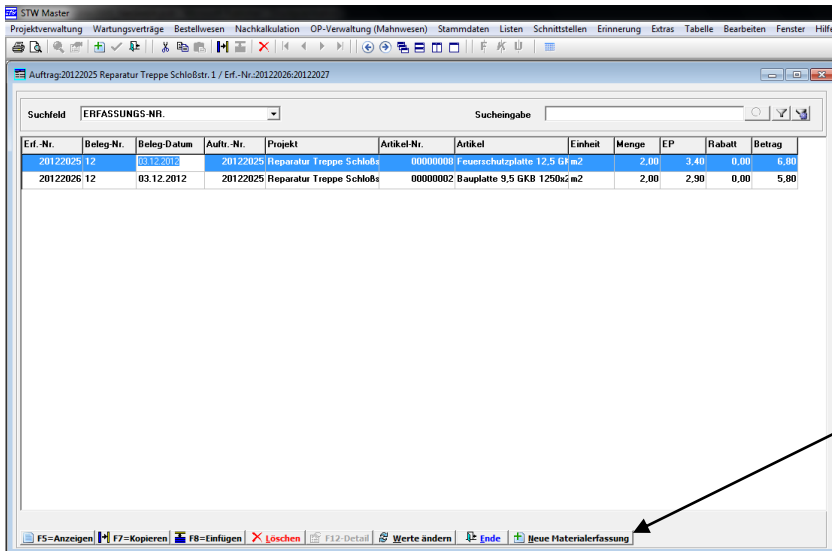 STW Master
Projektverwaltung Wartungsverträge Bestellwesen Nachkalkulation OP-Verwaltung (Mahnwesen) Stammdaten Listen Schnittstellen Erinnerung Extras Tabelle Bearbeiten Fenster Hilfe
Auftrag:20122025 Reparatur Treppe Schloßstr. 1 / Erf.-Nr.:20122026:20122027
Suchfeld ERFASSUNGS-NR. Sucheingabe
Erf.-Nr. Beleg-Nr. Beleg-Datum Auftr.-Nr. Projekt Artikel-Nr. Artikel Einheit Menge EP Rabatt Betrag
20122025 12 03.12.2012 20122025 Reparatur Treppe Schloßs 00000008 Feuerschutzplatte 12,5 GK m2 2,00 3,40 0,00 6,80
20122026 12 03.12.2012 20122025 Reparatur Treppe Schloßs 00000002 Bauplatte 9,5 GKB 1250x2 m2 2,00 2,90 0,00 5,80
F5=Anzeigen F7=Kopieren F8=Einfügen Löschen F12-Detail Werte ändern Ende Neue Materialerfassung